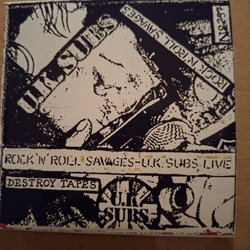 U.K. SUBS
ROCK N ROLL SAVAGES
ROCK 'N' ROLL SAVAGES-U.K. SUBS, LIVE
DESTROY TAPES
U.K.
SUBS